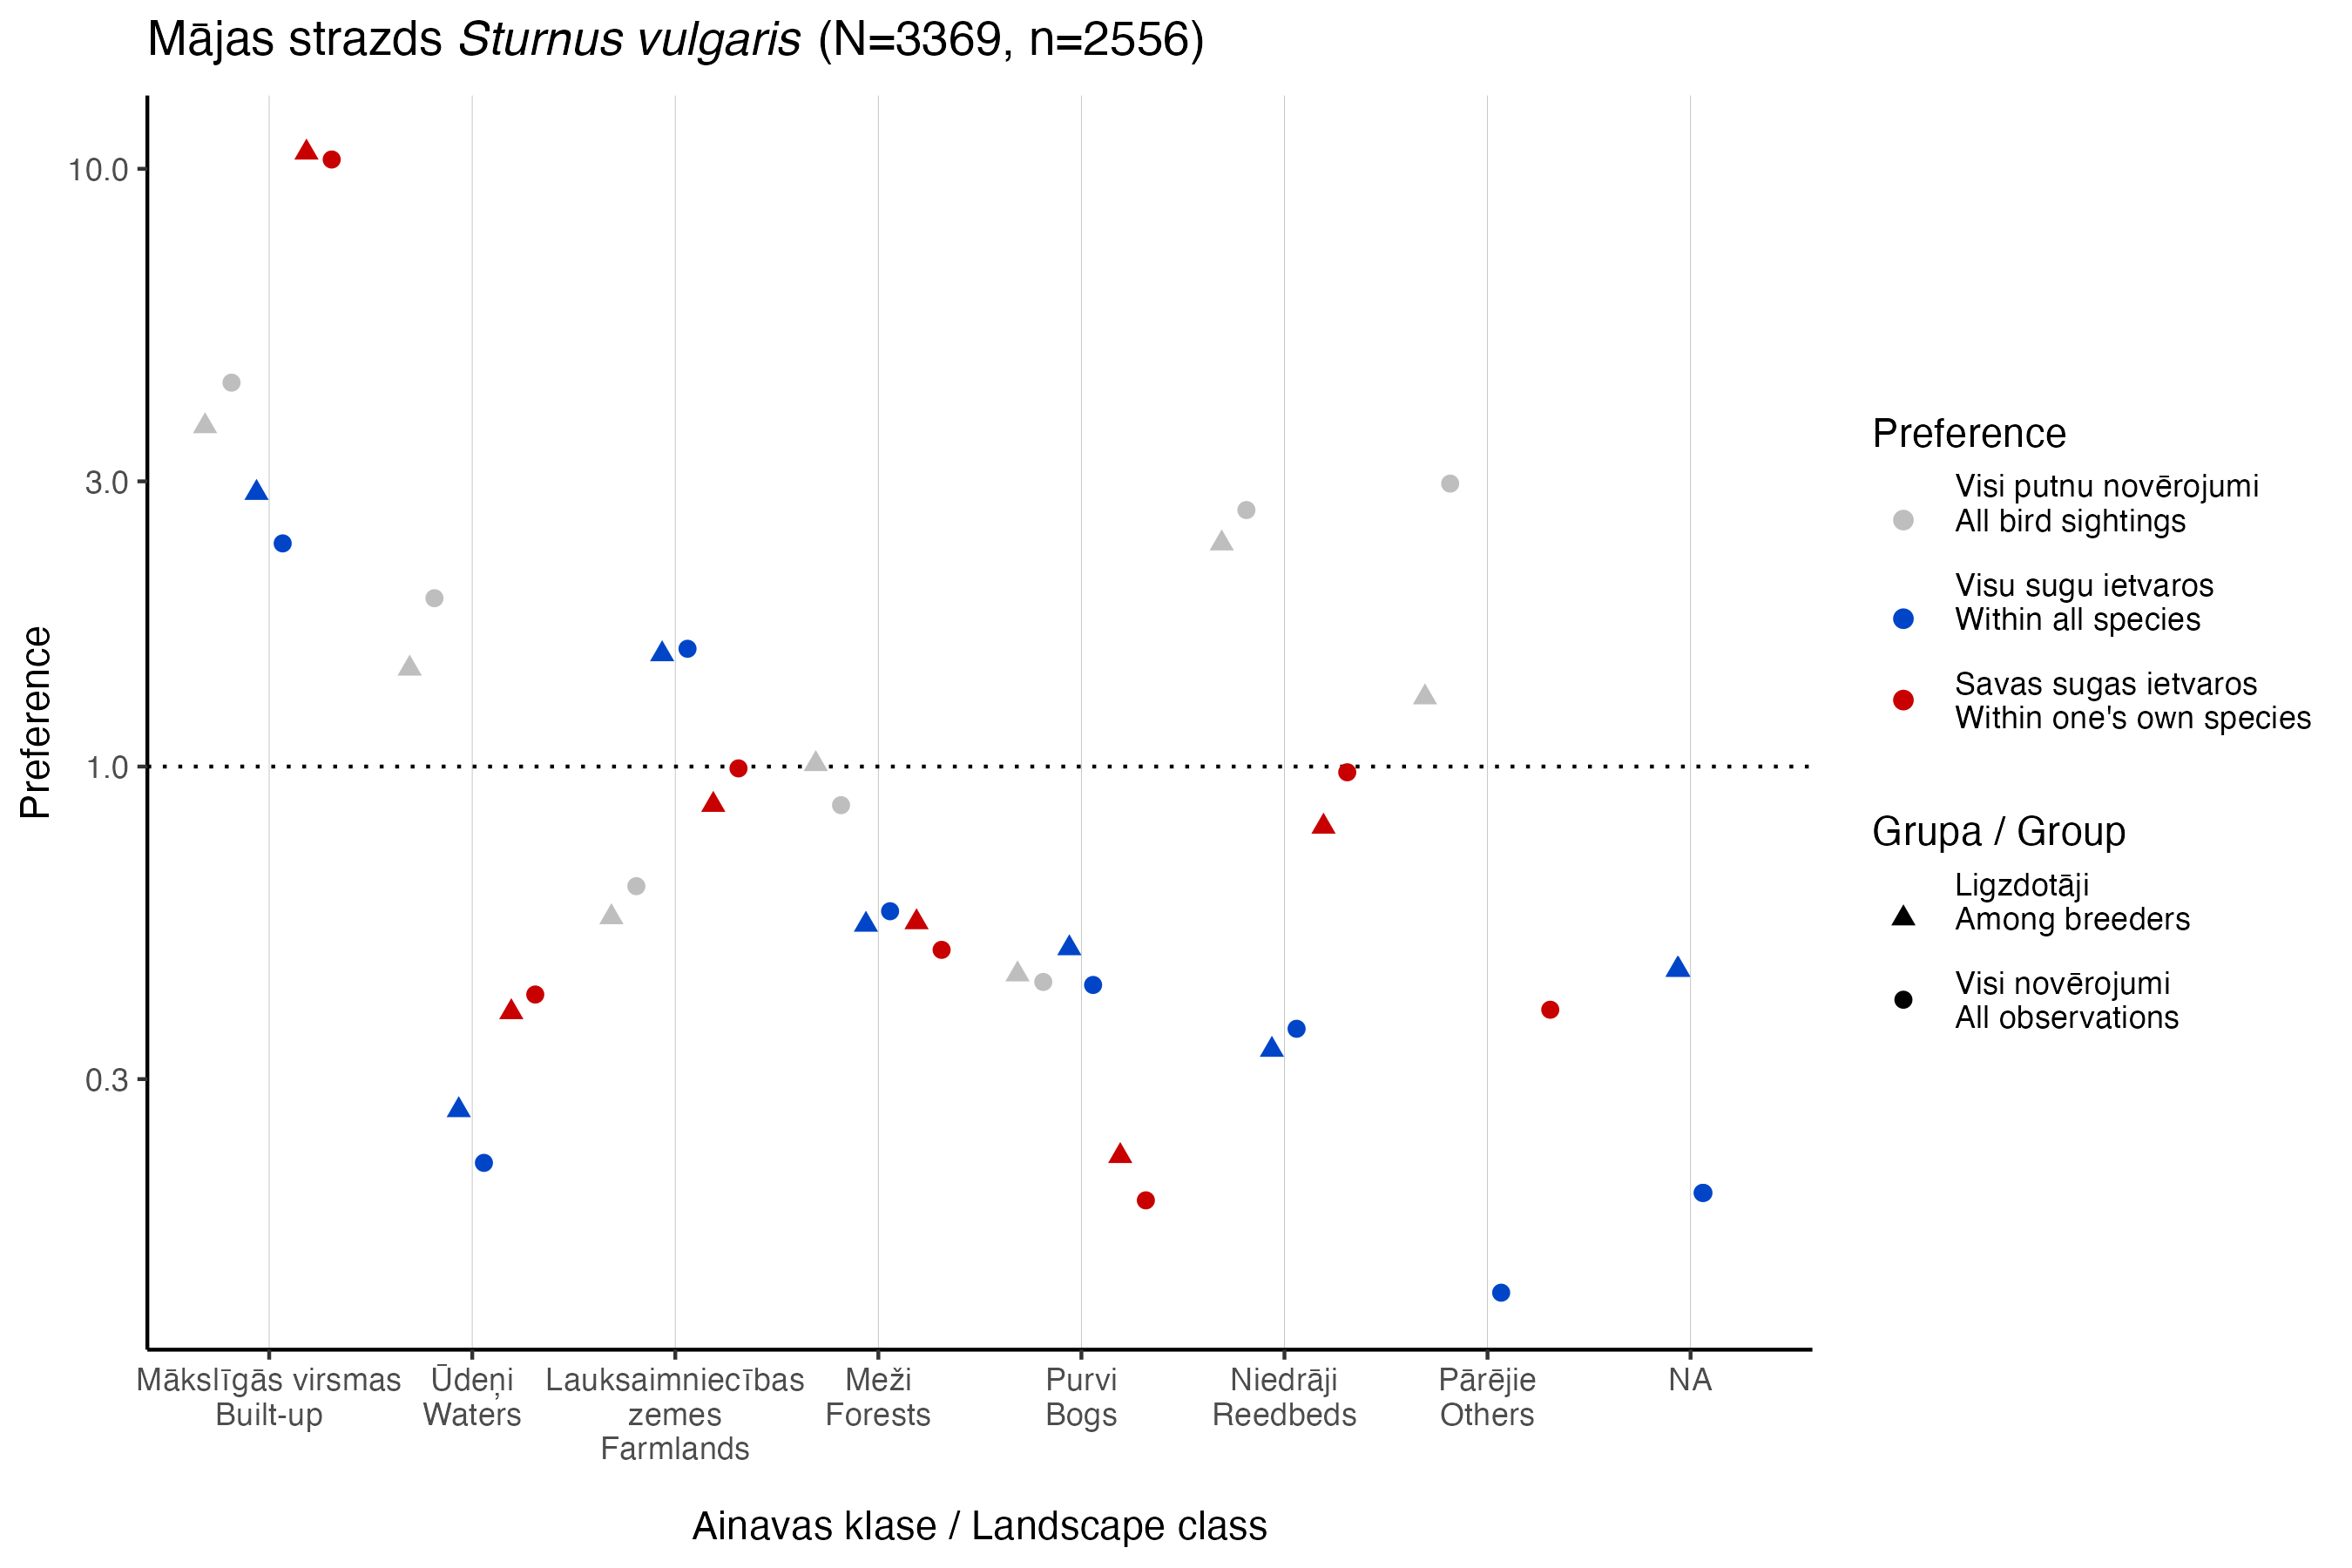 Mājas strazds Sturnus vulgaris (N=3369, n=2556)
Preference
10.0
3.0
1.0
0.3
Mākslīgās virsmas
Built-up
Ūdeņi
Waters
Lauksaimniecības
zemes
Farmlands
Meži
Forests
Purvi
Bogs
Niedrāji
Reedbeds
Pārējie
Others
NA
Ainavas klase / Landscape class
Preference
Visi putnu novērojumi
All bird sightings
Visu sugu ietvaros
Within all species
Savas sugas ietvaros
Within one's own species
Grupa / Group
Ligzdotāji
Among breeders
Visi novērojumi
All observations